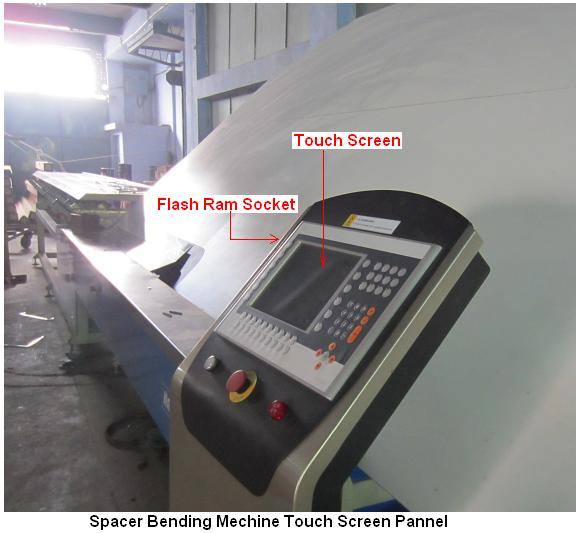 Touch Screen
Flash Ram Socket
Spacer Bending Mechine Touch Screen Pannel